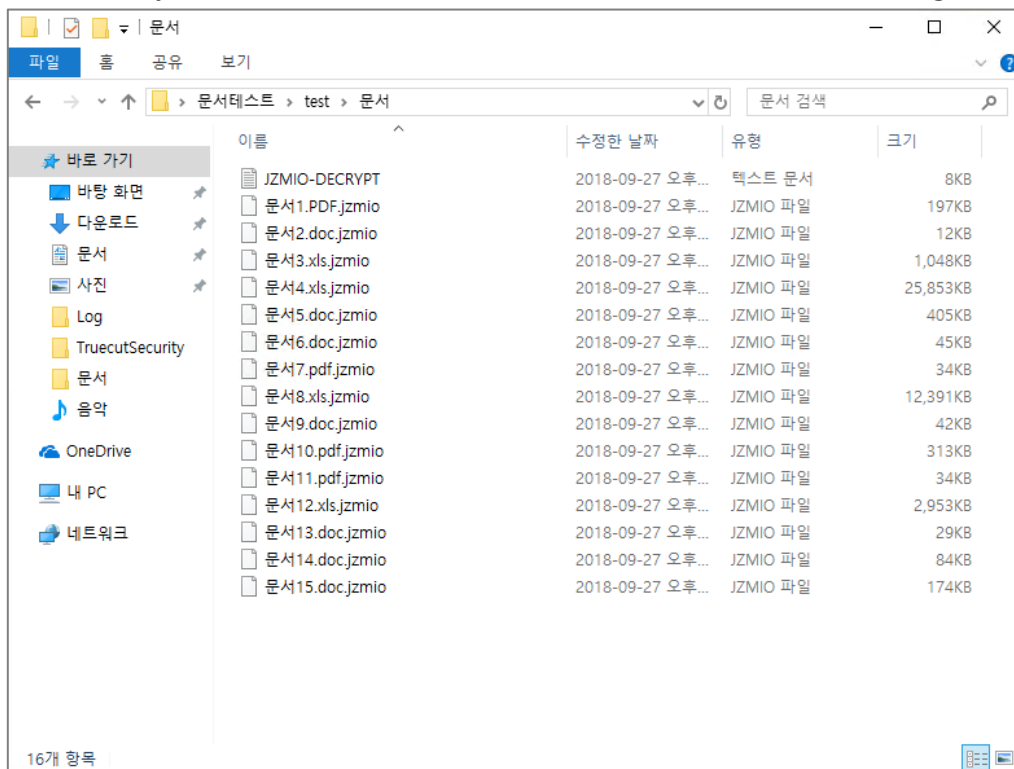 문서
파일 홈 공유 보기
문서테스트 > test > 문서 문서 검색
이름 수정한 날짜 유형 크기
바로 가기
바탕 화면
다운로드
문서
사진
Log
TruecutSecurity
문서
음악
OneDrive
내 PC
네트워크
JZMIO-DECRYPT 2018-09-27 오후... 텍스트 문서 8KB
문서1.PDF.jzmio 2018-09-27 오후... JZMIO 파일 197KB
문서2.doc.jzmio 2018-09-27 오후... JZMIO 파일 12KB
문서3.xls.jzmio 2018-09-27 오후... JZMIO 파일 1,048KB
문서4.xls.jzmio 2018-09-27 오후... JZMIO 파일 25,853KB
문서5.doc.jzmio 2018-09-27 오후... JZMIO 파일 405KB
문서6.doc.jzmio 2018-09-27 오후... JZMIO 파일 45KB
문서7.pdf.jzmio 2018-09-27 오후... JZMIO 파일 34KB
문서8.xls.jzmio 2018-09-27 오후... JZMIO 파일 12,391KB
문서9.doc.jzmio 2018-09-27 오후... JZMIO 파일 42KB
문서10.pdf.jzmio 2018-09-27 오후... JZMIO 파일 313KB
문서11.pdf.jzmio 2018-09-27 오후... JZMIO 파일 34KB
문서12.xls.jzmio 2018-09-27 오후... JZMIO 파일 2,953KB
문서13.doc.jzmio 2018-09-27 오후... JZMIO 파일 29KB
문서14.doc.jzmio 2018-09-27 오후... JZMIO 파일 84KB
문서15.doc.jzmio 2018-09-27 오후... JZMIO 파일 174KB
16개 항목